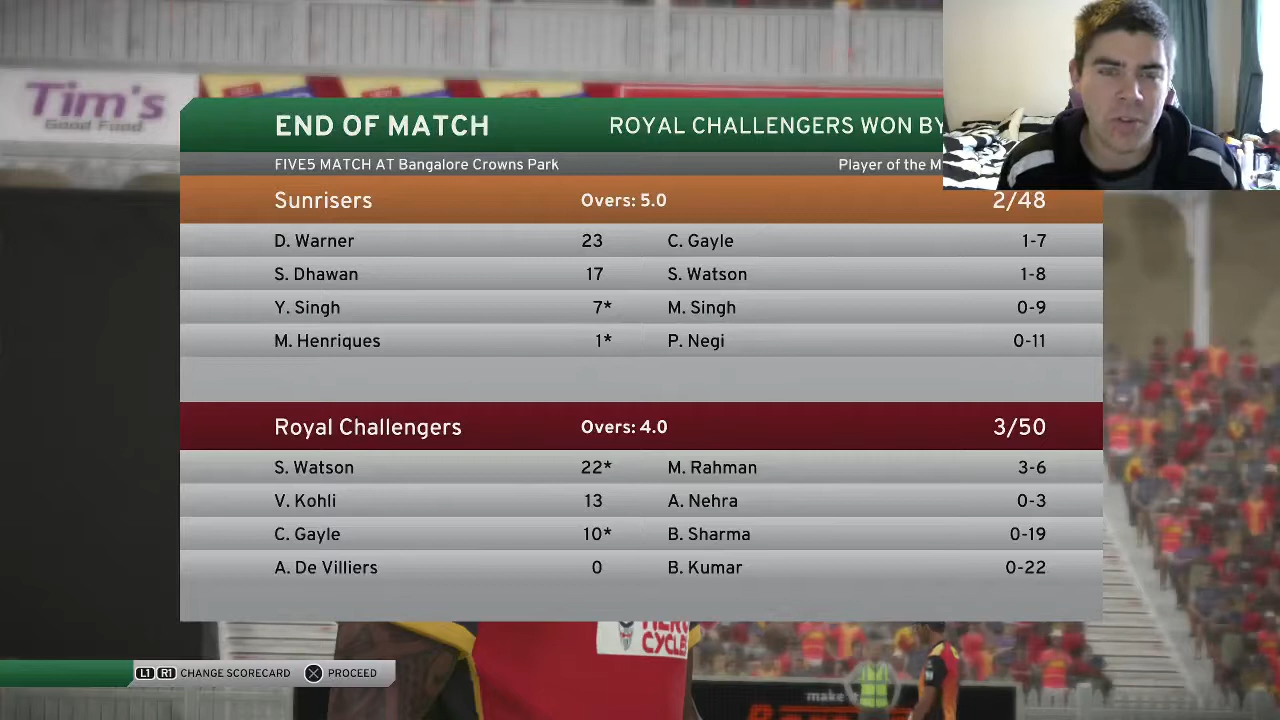 Tim's
Good Food
END OF MATCH ROYAL CHALLENGERS WON BY
FIVE5 MATCH AT Bangalore Crowns Park Player of the M
Sunrisers Overs: 5.0 2/48
D. Warner 23 C. Gayle 1-7
S. Dhawan 17 S. Watson 1-8
Y. Singh 7* M. Singh 0-9
M. Henriques 1* P. Negi 0-11
Royal Challengers Overs: 4.0 3/50
S. Watson 22* M. Rahman 3-6
V. Kohli 13 A. Nehra 0-3
C. Gayle 10* B. Sharma 0-19
A. De Villiers 0 B. Kumar 0-22
HERO
CYCLES
L1 R1 CHANGE SCORECARD PROCEED
make